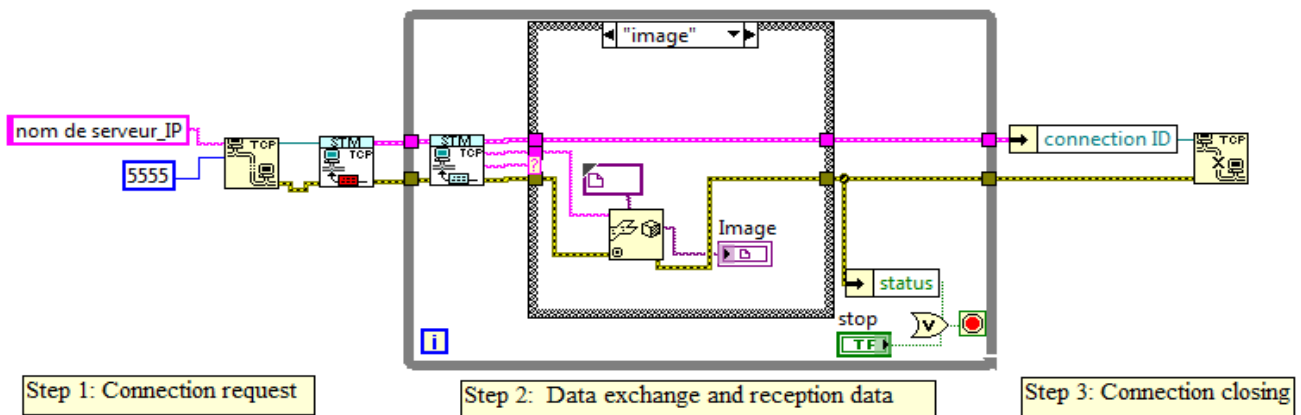 "image"
nom de serveur_IP
TCP
STM
TCP
STM
TCP
?
connection ID
TCP
5555
Image
status
stop
V
TF
i
Step 1: Connection request
Step 2: Data exchange and reception data
Step 3: Connection closing